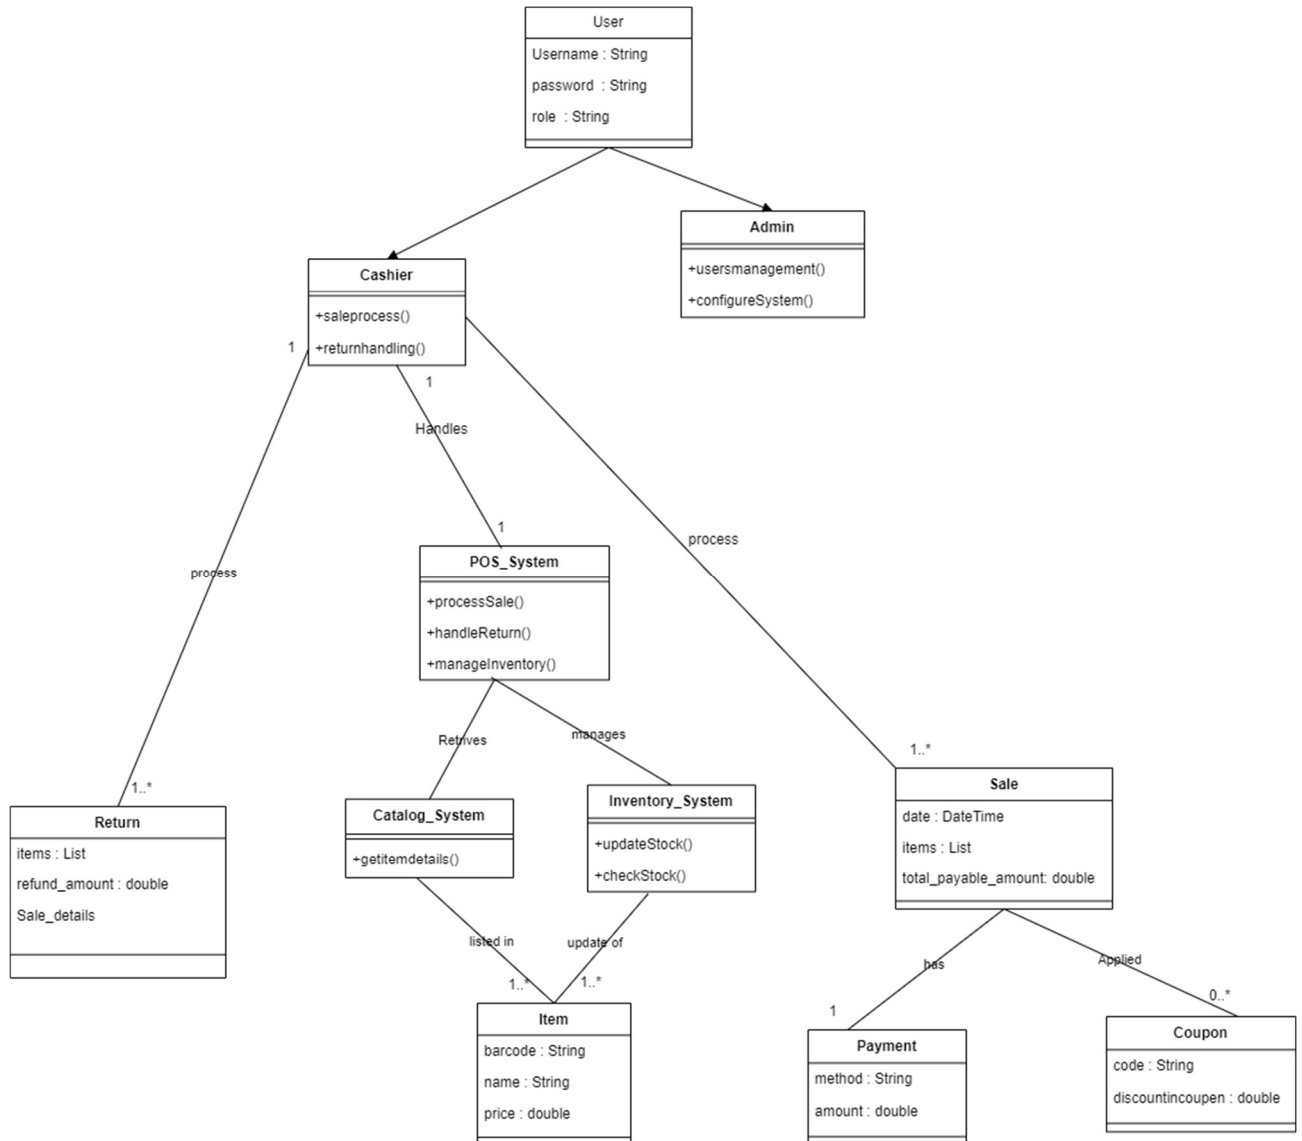 User
Username : String
password : String
role : String
Admin
+usersmanagement()
+configureSystem()
Cashier
+saleprocess()
+returnhandling()
1
1
Handles
1
process
process
POS_System
+processSale()
+handleReturn()
+manageInventory()
Retrives
manages
1..*
1..*
Return
items : List
refund_amount : double
Sale_details
Catalog_System
+getitemdetails()
Inventory_System
+updateStock()
+checkStock()
Sale
date : DateTime
items : List
total_payable_amount: double
listed in
update of
1..*
1..*
has
Applied
1
0..*
Item
barcode : String
name : String
price : double
Payment
method : String
amount : double
Coupon
code : String
discountincoupen : double